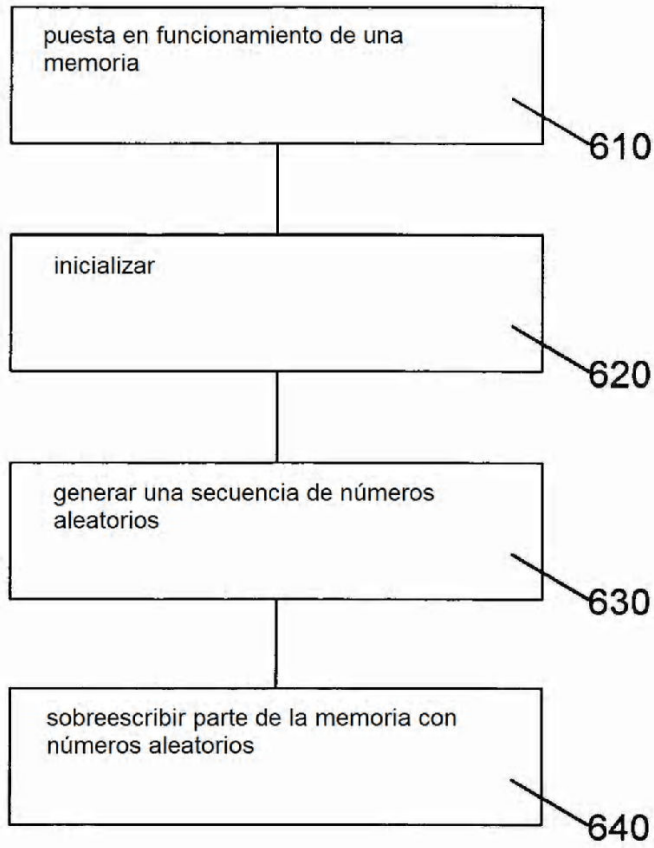 puesta en funcionamiento de una
memoria
610
inicializar
620
generar una secuencia de números
aleatorios
630
sobreescribir parte de la memoria con
números aleatorios
640